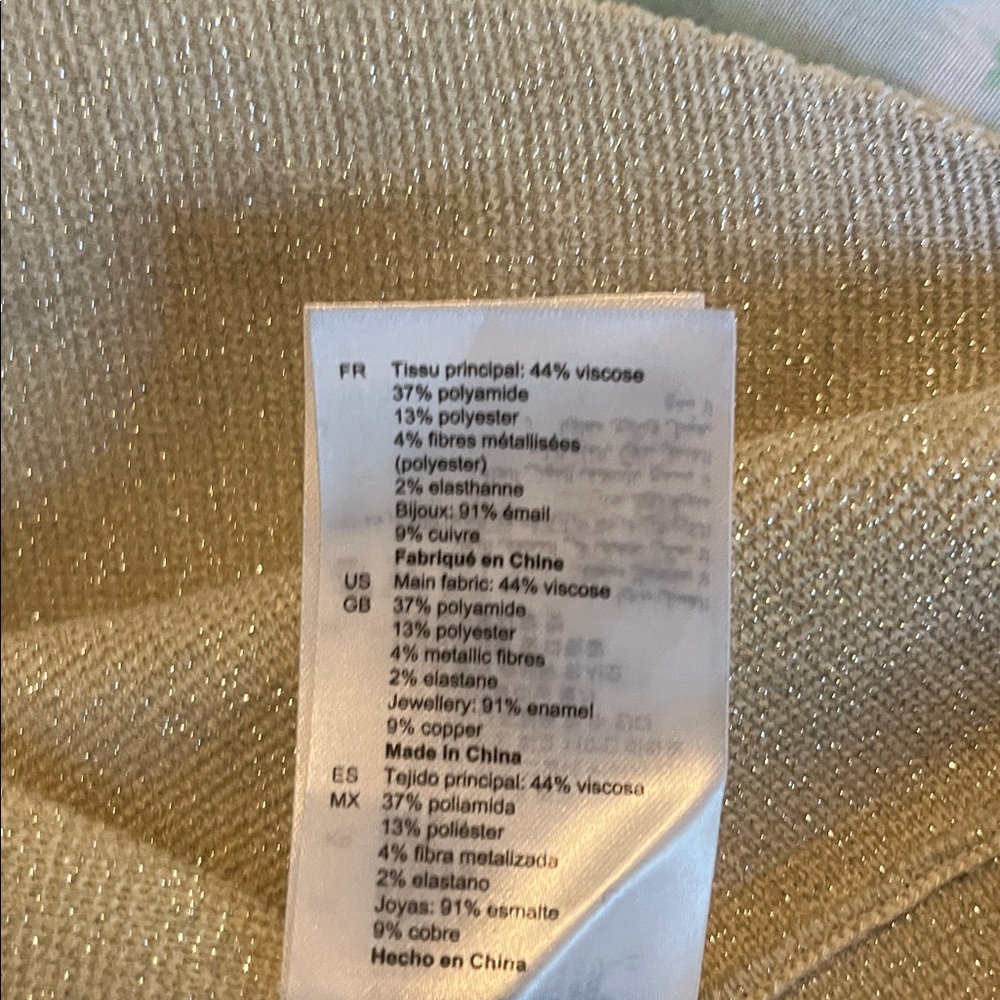 FR Tissu principal: 44% viscose
37% polyamide
13% polyester
4% fibres métallisées
(polyester)
2% elasthanne
Bijoux: 91% émail
9% cuivre
Fabriqué en Chine
US Main fabric: 44% viscose
GB 37% polyamide
13% polyester
4% metallic fibres
2% elastane
Jewellery: 91% enamel
9% copper
Made in China
ES Tejido principal: 44% viscosa
MX 37% poliamida
13% poliéster
4% fibra metalizada
2% elastano
Joyas: 91% esmalte
9% cobre
Hecho en China